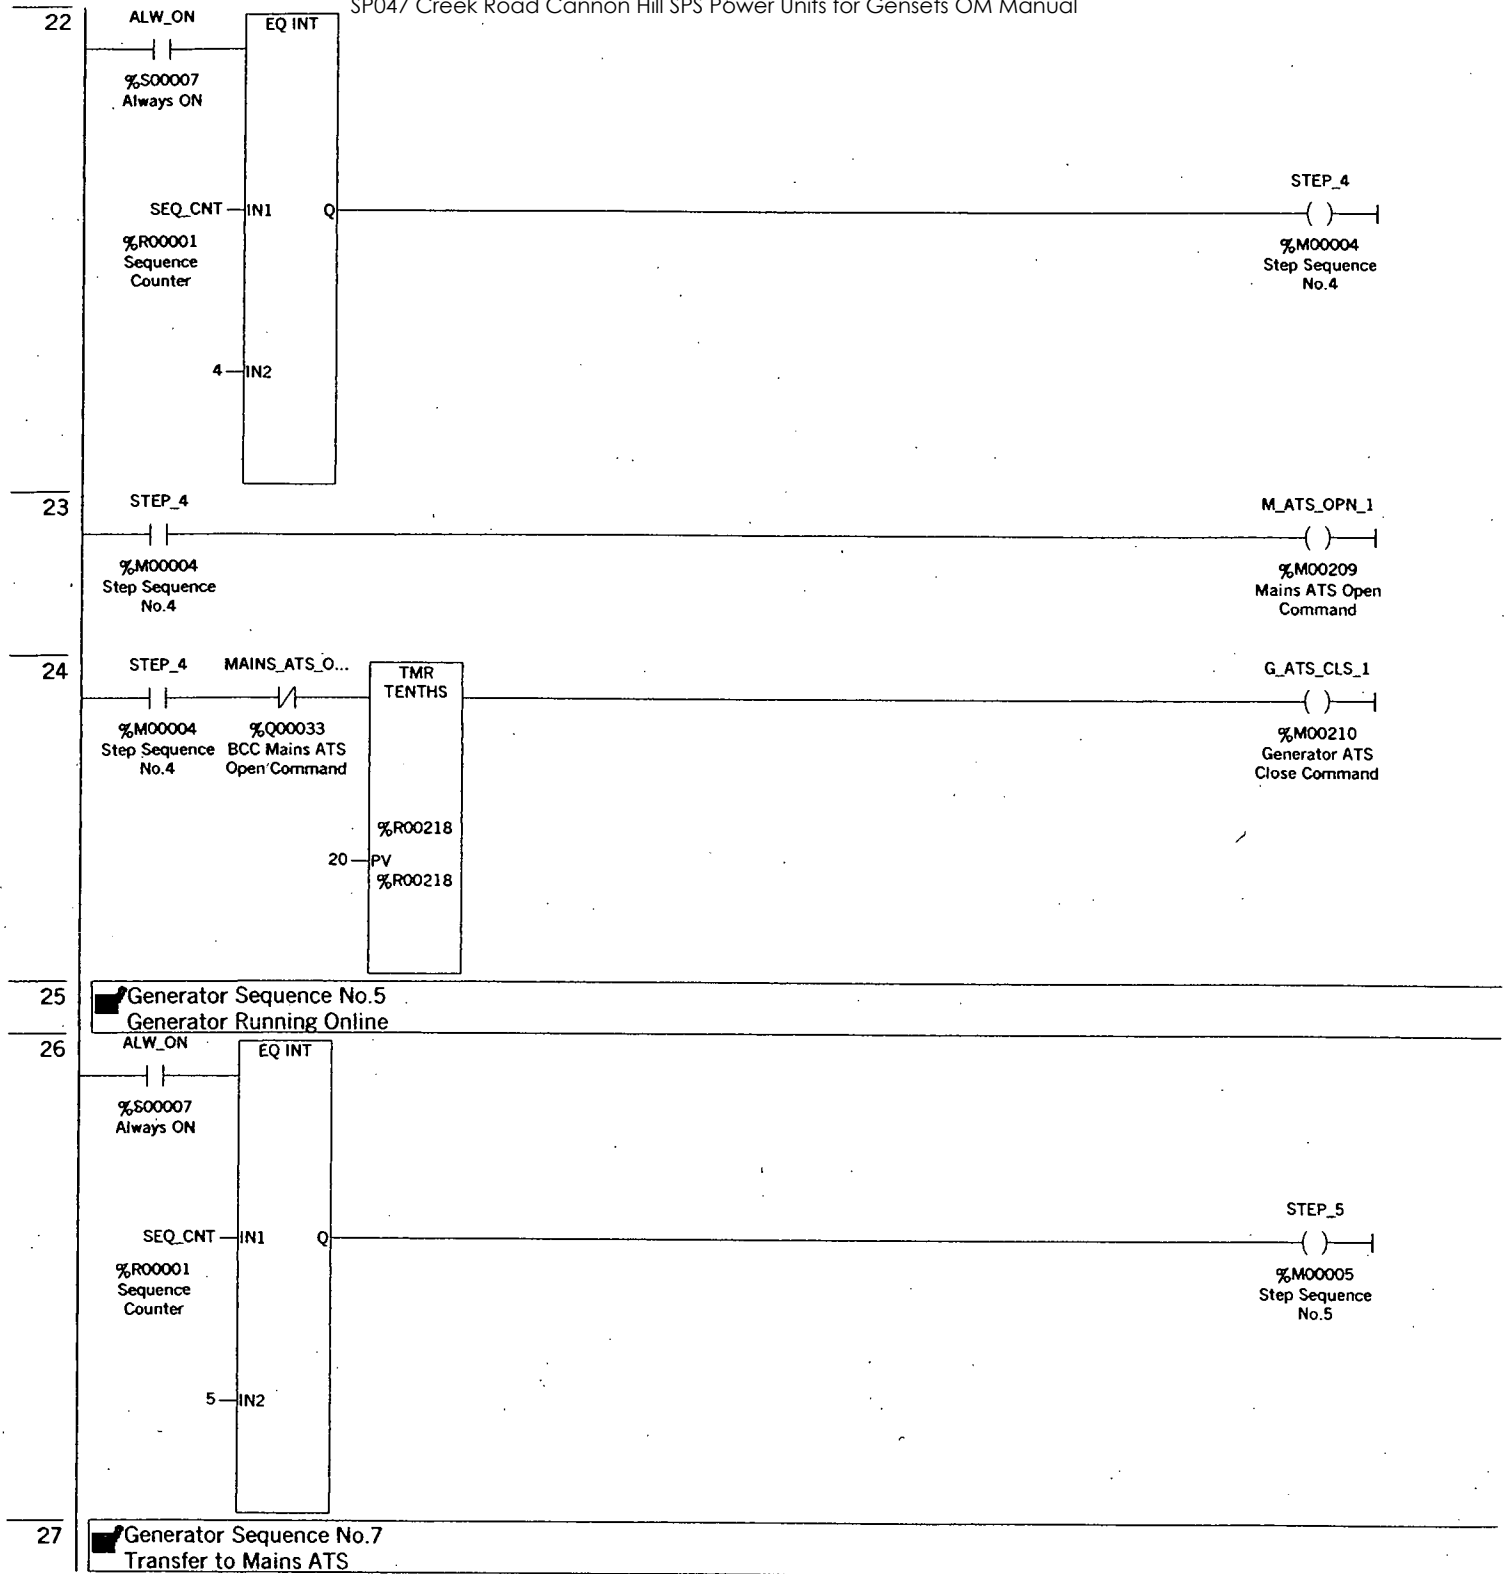 SP047 Creek Road Cannon Hill SPS Power Units for Gensets OM Manual
22
ALW_ON
EQ INT
%S00007
Always ON
STEP_4
SEQ_CNT
IN1
Q
%R00001
Sequence
Counter
%M00004
Step Sequence
No.4
4
IN2
23
STEP_4
M_ATS_OPN_1
%M00004
Step Sequence
No.4
%M00209
Mains ATS Open
Command
24
STEP_4
MAINS_ATS_O...
TMR
TENTHS
G_ATS_CLS_1
%M00004
Step Sequence
No.4
%Q00033
BCC Mains ATS
Open Command
%M00210
Generator ATS
Close Command
%R00218
20
PV
%R00218
25
Generator Sequence No.5
Generator Running Online
26
ALW_ON
EQ INT
%S00007
Always ON
STEP_5
SEQ_CNT
IN1
Q
%R00001
Sequence
Counter
%M00005
Step Sequence
No.5
5
IN2
27
Generator Sequence No.7
Transfer to Mains ATS